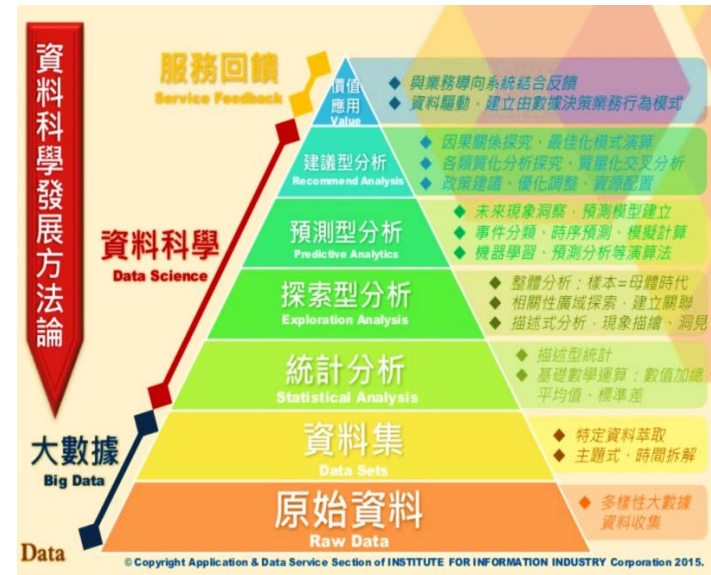 資料科學發展方法論
服務回饋
Service Feedback
資料科學
Data Science
大數據
Big Data
Data
價值
應用
Value
◆ 與業務導向系統結合反饋
◆ 資料驅動，建立由數據決策業務行為模式
建議型分析
Recommend Analysis
◆ 因果關係探究、最佳化模式演算
◆ 各類質化分析探究、質量化交叉分析
◆ 政策建議、優化調整、資源配置
預測型分析
Predictive Analytics
◆ 未來現象洞察，預測模型建立
◆ 事件分類、時序預測、模擬計算
◆ 機器學習、預測分析等演算法
探索型分析
Exploration Analysis
◆ 整體分析：樣本=母體時代
◆ 相關性廣域探索，建立關聯
◆ 描述式分析，現象描繪、洞見
統計分析
Statistical Analysis
◆ 描述型統計
◆ 基礎數學運算：數值加總
平均值、標準差
資料集
Data Sets
◆ 特定資料萃取
◆ 主題式、時間拆解
原始資料
Raw Data
◆ 多樣性大數據
資料收集
© Copyright Application & Data Service Section of INSTITUTE FOR INFORMATION INDUSTRY Corporation 2015.